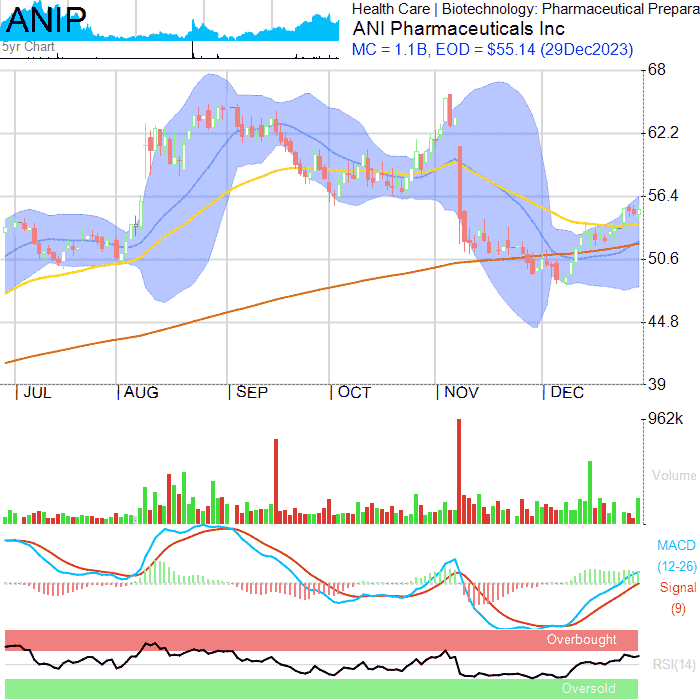 ANIP
5yr Chart
Health Care | Biotechnology: Pharmaceutical Prepara
ANI Pharmaceuticals Inc
MC = 1.1B, EOD = $55.14 (29Dec2023)
68
62.2
56.4
50.6
44.8
39
JUL AUG SEP OCT NOV DEC
962k
Volume
MACD
(12-26)
Signal
(9)
Overbought
RSI(14)
Oversold